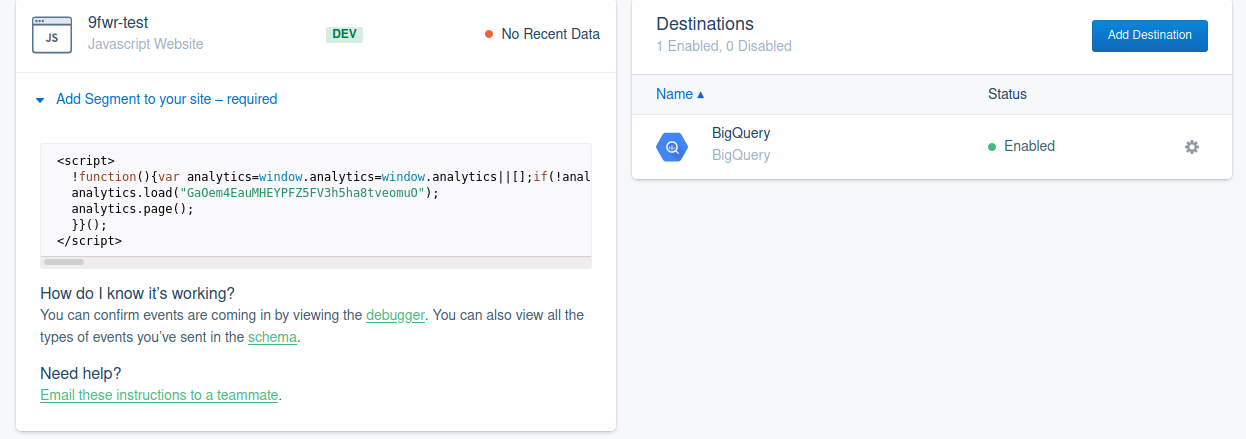 JS
9fwr-test
Javascript Website
DEV
No Recent Data
Add Segment to your site – required
<script>
!function(){var analytics=window.analytics=window.analytics||[];if(!anal
analytics.load("GaOem4EauMHEYPFZ5FV3h5ha8tveomuO");
analytics.page();
}}();
</script>
How do I know it’s working?
You can confirm events are coming in by viewing the debugger. You can also view all the
types of events you’ve sent in the schema.
Need help?
Email these instructions to a teammate.
Destinations
1 Enabled, 0 Disabled
Add Destination
Name ▲
Status
BigQuery
BigQuery
Enabled